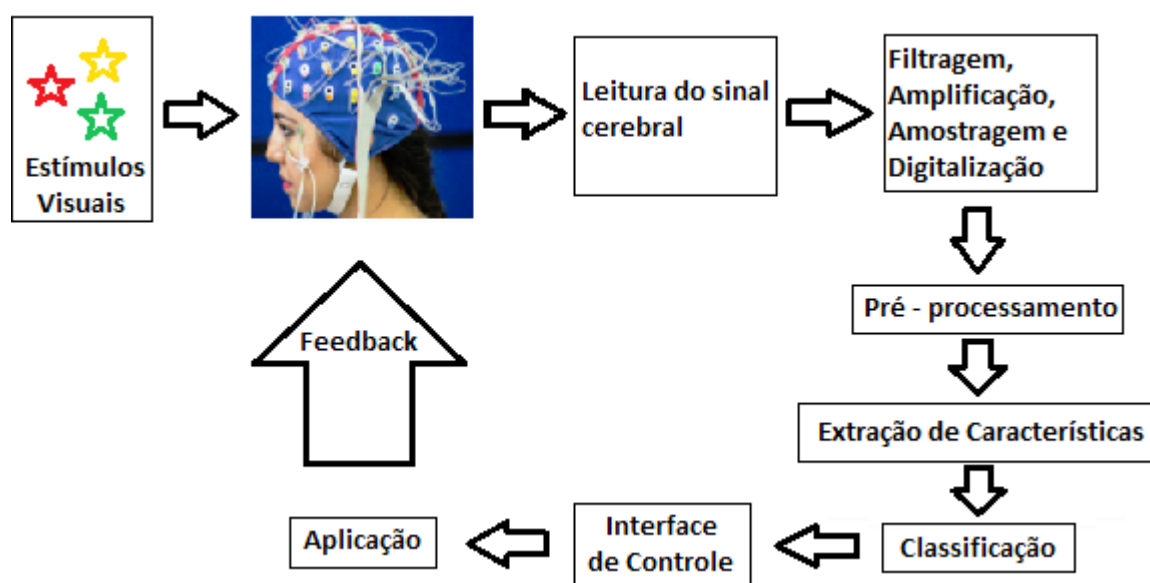 Estímulos
Visuais
Leitura do sinal
cerebral
Filtragem,
Amplificação,
Amostragem e
Digitalização
Pré - processamento
Extração de Característísticas
Classificação
Interface
de Controle
Aplicação
Feedback